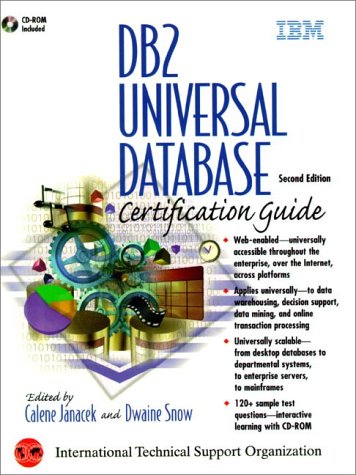 CD-ROM
Included
IBM
DB2
UNIVERSAL
DATABASE
Second Edition
Certification Guide
• Web-enabled—universally
accessible throughout the
enterprise, over the Internet,
across platforms
• Applies universally—to data
warehousing, decision support,
data mining, and online
transaction processing
• Universally scalable—
from desktop databases to
departmental systems,
to enterprise servers,
to mainframes
• 120+ sample test
questions—interactive
learning with CD-ROM
Edited by
Calene Janacek and Dwaine Snow
International Technical Support Organization